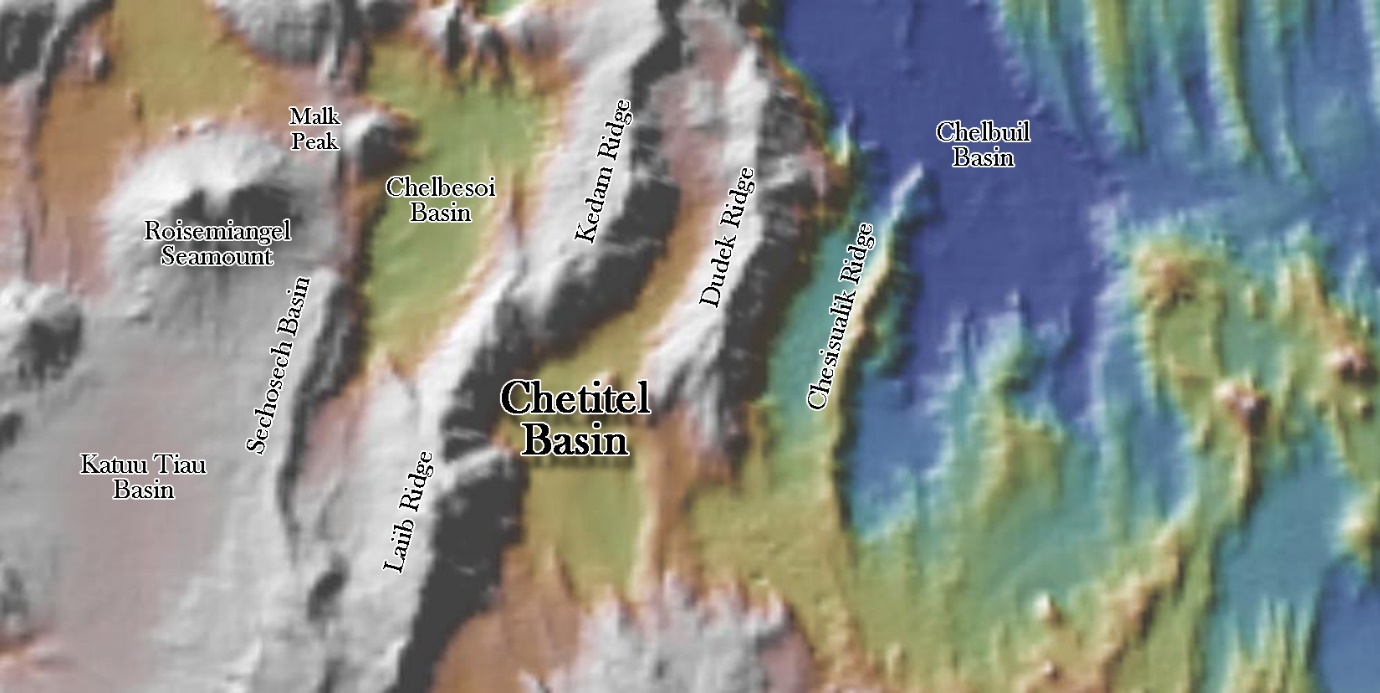 Malk
Peak
Chelbuil
Basin
Kedam Ridge
Chelbesoi
Basin
Roisemiangel
Seamount
Dudek Ridge
Chesisualik Ridge
Sechosech Basin
Chetitel
Basin
Katuu Tiau
Basin
Laiib Ridge